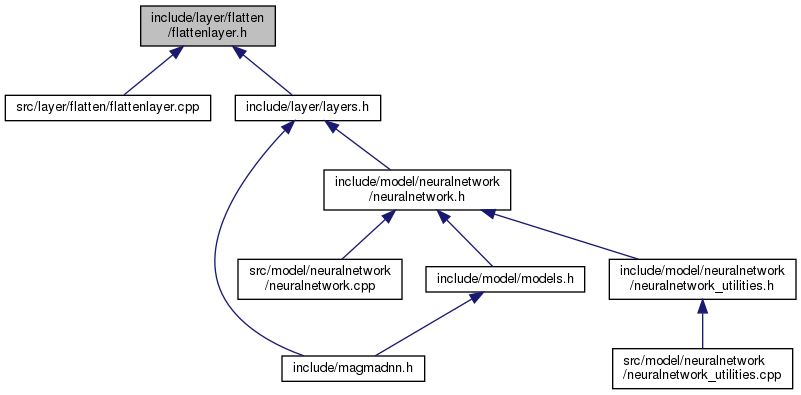 include/layer/flatten
/flattenlayer.h
src/layer/flatten/flattenlayer.cpp
include/layer/layers.h
include/model/neuralnetwork
/neuralnetwork.h
src/model/neuralnetwork
/neuralnetwork.cpp
include/model/models.h
include/model/neuralnetwork
/neuralnetwork_utilities.h
include/magmadnn.h
src/model/neuralnetwork
/neuralnetwork_utilities.cpp